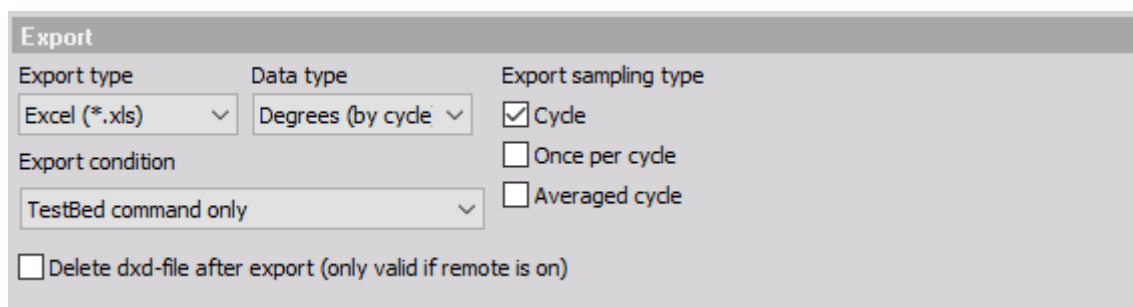 Export
Export type Data type Export sampling type
Excel (*.xls) Degrees (by cycle) Cycle
Export condition Once per cycle
TestBed command only Averaged cycle
Delete dxd-file after export (only valid if remote is on)